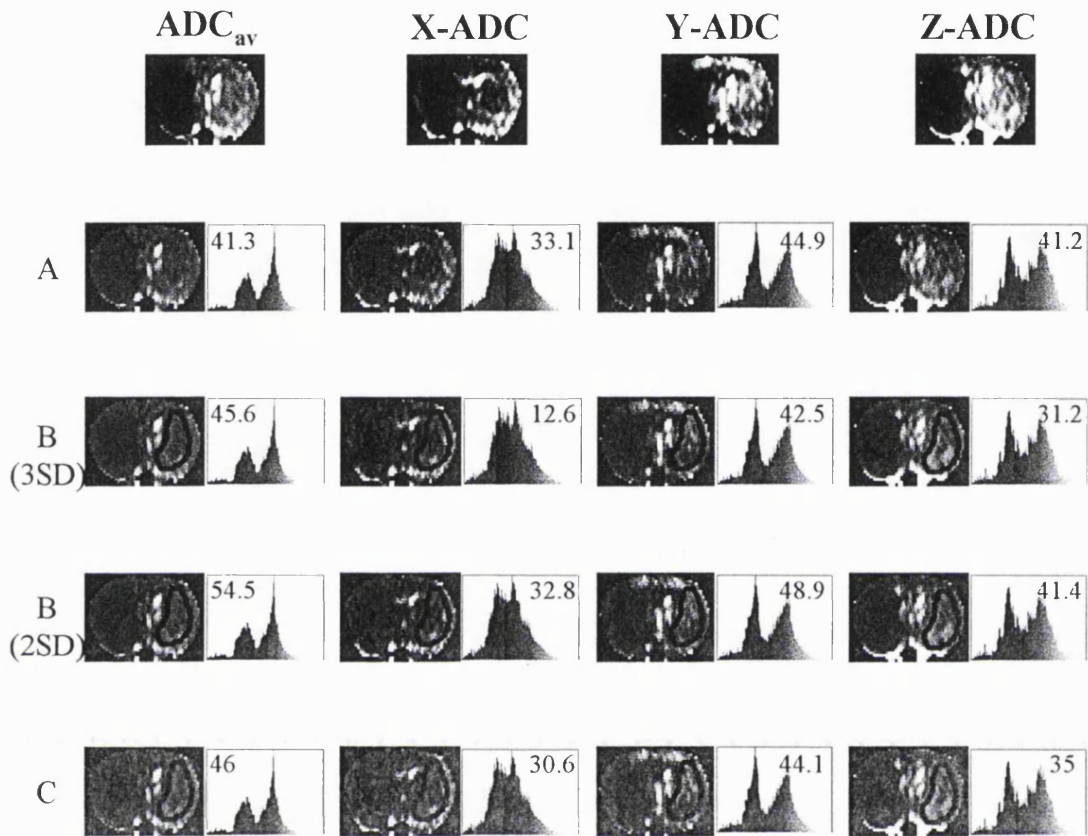 ADCav X-ADC Y-ADC Z-ADC
A 41.3 33.1 44.9 41.2
B 45.6 12.6 42.5 31.2
(3SD)
B 54.5 32.8 48.9 41.4
(2SD)
C 46 30.6 44.1 35